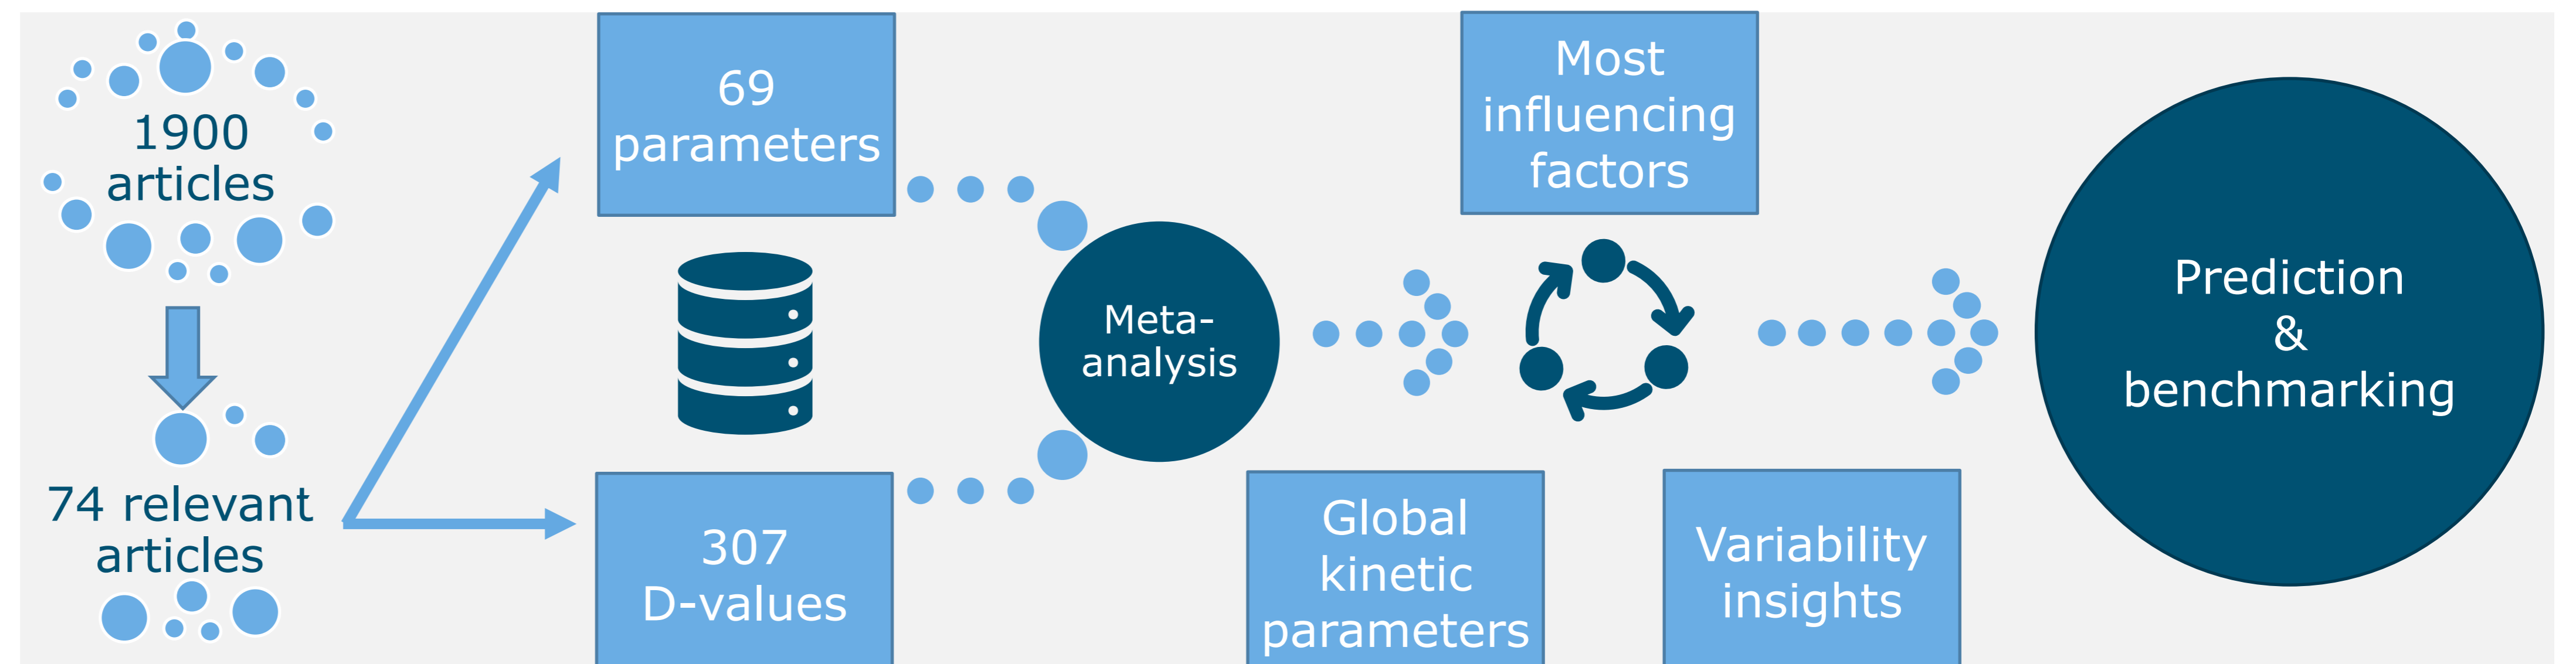 1900
articles
74 relevant
articles
69
parameters
307
D-values
Meta-
analysis
Most
influencing
factors
Global
kinetic
parameters
Variability
insights
Prediction
&
benchmarking